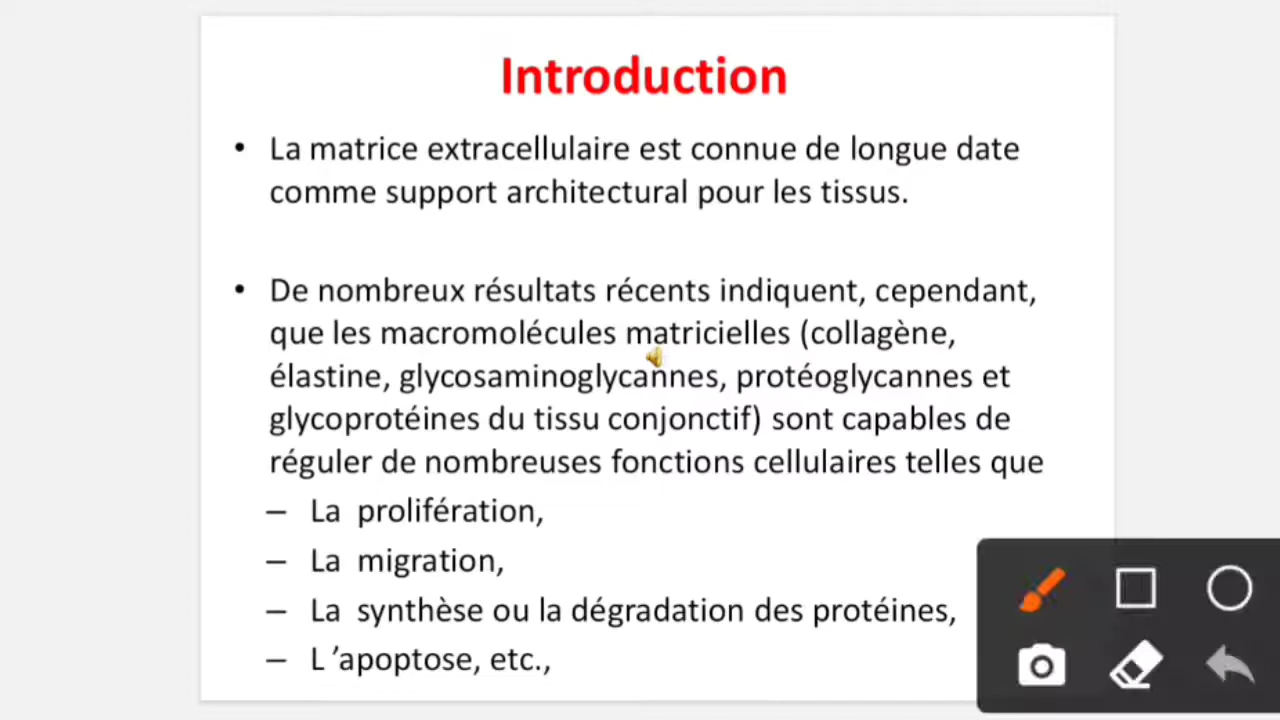 Introduction
• La matrice extracellulaire est connue de longue date
comme support architectural pour les tissus.
• De nombreux résultats récents indiquent, cependant,
que les macromolécules matricielles (collagène,
élastine, glycosaminoglycannes, protéoglycannes et
glycoprotéines du tissu conjonctif) sont capables de
réguler de nombreuses fonctions cellulaires telles que
– La  prolifération,
– La  migration,
– La  synthèse ou la dégradation des protéines,
– L ’apoptose, etc.,